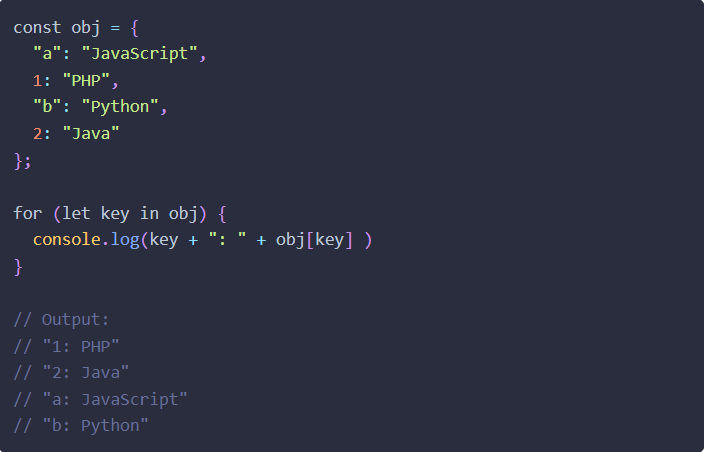 const obj = {
  "a": "JavaScript",
  1: "PHP",
  "b": "Python",
  2: "Java"
};

for (let key in obj) {
  console.log(key + ": " + obj[key] )
}

// Output:
// "1: PHP"
// "2: Java"
// "a: JavaScript"
// "b: Python"